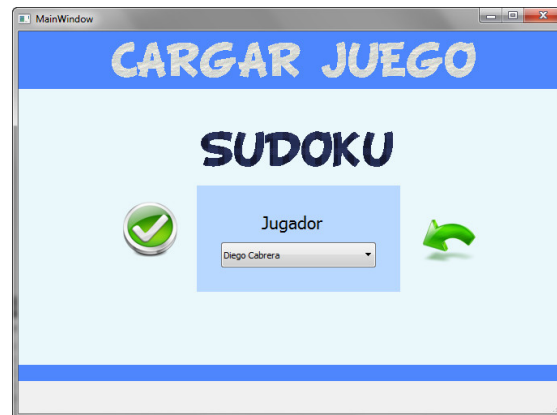 MainWindow
CARGAR JUEGO
SUDOKU
Jugador
Diego Cabrera